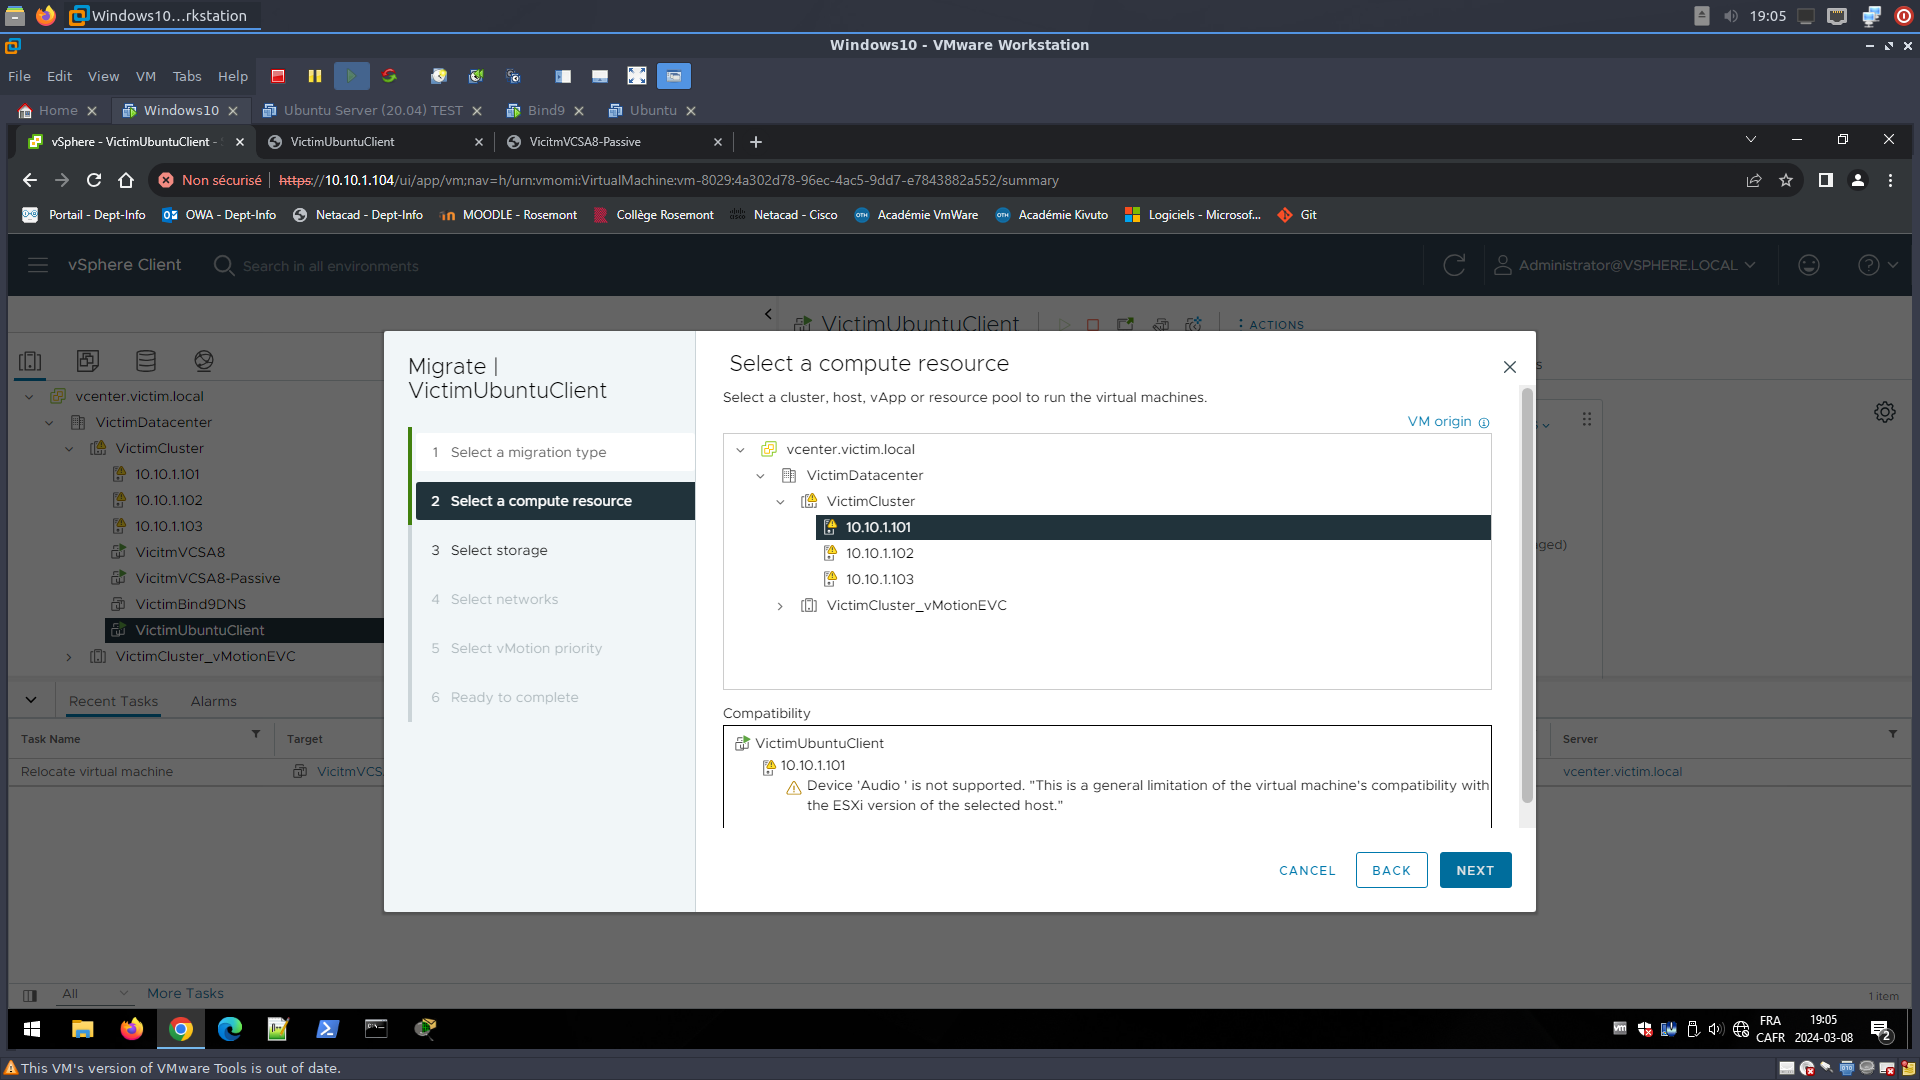 Windows10...rkstation
19:05
Windows10 - VMware Workstation
File Edit View VM Tabs Help
Home Windows10 Ubuntu Server (20.04) TEST Bind9 Ubuntu
vSphere - VictimUbuntuClient - VictimUbuntuClient VicitmVCSA8-Passive
Non sécurisé https://10.10.1.104/ui/app/vm;nav=h/urn:vmomi:VirtualMachine:vm-8029:4a302d78-96ec-4ac5-9dd7-e7843882a552/summary
Portail - Dept-Info OWA - Dept-Info Netacad - Dept-Info MOODLE - Rosemont Collège Rosemont Netacad - Cisco Académie VmWare Académie Kivuto Logiciels - Microsof... Git
vSphere Client Search in all environments Administrator@VSPHERE.LOCAL
VictimUbuntuClient ACTIONS
vcenter.victim.local
VictimDatacenter
VictimCluster
10.10.1.101
10.10.1.102
10.10.1.103
VicitmVCSA8
VicitmVCSA8-Passive
VictimBind9DNS
VictimUbuntuClient
VictimCluster_vMotionEVC
Migrate |
VictimUbuntuClient
1 Select a migration type
2 Select a compute resource
3 Select storage
4 Select networks
5 Select vMotion priority
6 Ready to complete
Select a compute resource
Select a cluster, host, vApp or resource pool to run the virtual machines.
VM origin
vcenter.victim.local
VictimDatacenter
VictimCluster
10.10.1.101
10.10.1.102
10.10.1.103
VictimCluster_vMotionEVC
Compatibility
VictimUbuntuClient
10.10.1.101
Device 'Audio ' is not supported. "This is a general limitation of the virtual machine's compatibility with
the ESXi version of the selected host."
CANCEL BACK NEXT
aged)
Recent Tasks Alarms
Task Name Target Server
Relocate virtual machine VicitmVCS vcenter.victim.local
All More Tasks 1 item
FRA
CAFR
19:05
2024-03-08
2
This VM's version of VMware Tools is out of date.